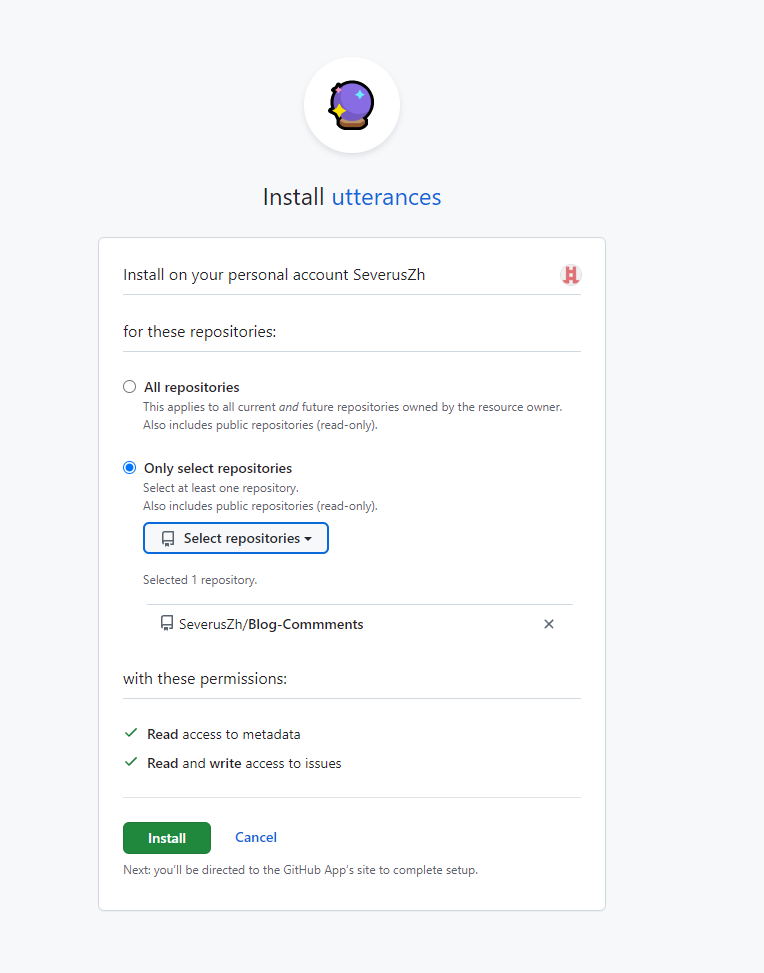 Install utterances
Install on your personal account SeverusZh
for these repositories:
All repositories
This applies to all current and future repositories owned by the resource owner.
Also includes public repositories (read-only).
Only select repositories
Select at least one repository.
Also includes public repositories (read-only).
Select repositories
Selected 1 repository.
SeverusZh/Blog-Commments
with these permissions:
Read access to metadata
Read and write access to issues
Install Cancel
Next: you'll be directed to the GitHub App's site to complete setup.